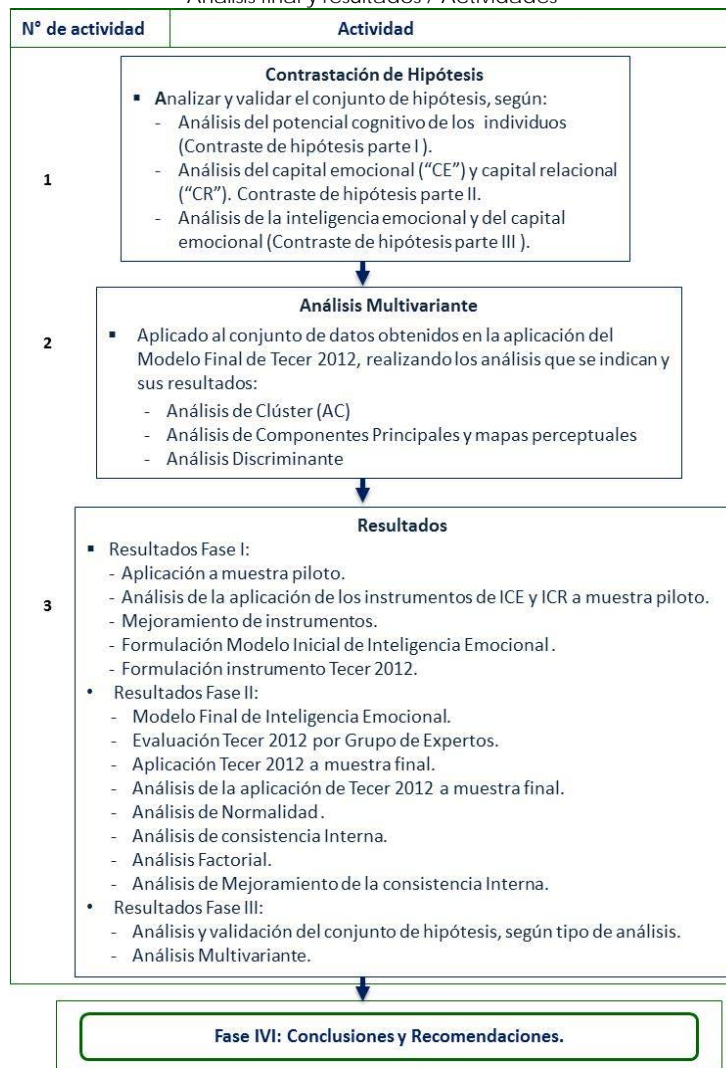 Análisis final y resultados / Actividades
N° de actividad Actividad
Contrastación de Hipótesis
▪ Analizar y validar el conjunto de hipótesis, según:
- Análisis del potencial cognitivo de los individuos
(Contraste de hipótesis parte I ).
- Análisis del capital emocional (“CE”) y capital relacional
(“CR”). Contraste de hipótesis parte II.
- Análisis de la inteligencia emocional y del capital
emocional (Contraste de hipótesis parte III ).
1
Análisis Multivariante
▪ Aplicado al conjunto de datos obtenidos en la aplicación del
Modelo Final de Tecer 2012, realizando los análisis que se indican y
sus resultados:
- Análisis de Clúster (AC)
- Análisis de Componentes Principales y mapas perceptuales
- Análisis Discriminante
2
Resultados
▪ Resultados Fase I:
- Aplicación a muestra piloto.
- Análisis de la aplicación de los instrumentos de ICE y ICR a muestra piloto.
- Mejoramiento de instrumentos.
- Formulación Modelo Inicial de Inteligencia Emocional .
- Formulación instrumento Tecer 2012.
• Resultados Fase II:
- Modelo Final de Inteligencia Emocional.
- Evaluación Tecer 2012 por Grupo de Expertos.
- Aplicación Tecer 2012 a muestra final.
- Análisis de la aplicación de Tecer 2012 a muestra final.
- Análisis de Normalidad .
- Análisis de consistencia Interna.
- Análisis Factorial.
- Análisis de Mejoramiento de la consistencia Interna.
• Resultados Fase III:
- Análisis y validación del conjunto de hipótesis, según tipo de análisis.
- Análisis Multivariante.
3
Fase IVI: Conclusiones y Recomendaciones.